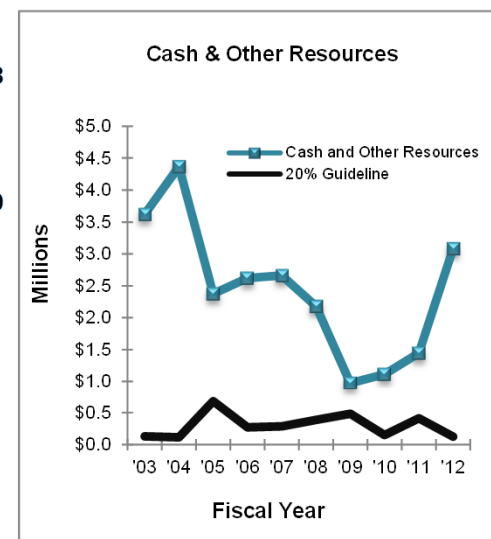 3
Cash & Other Resources
$5.0
$4.5
$4.0
$3.5
$3.0
$2.5
$2.0
$1.5
$1.0
$0.5
$0.0
Cash and Other Resources
20% Guideline
Millions
'03 '04 '05 '06 '07 '08 '09 '10 '11 '12
Fiscal Year